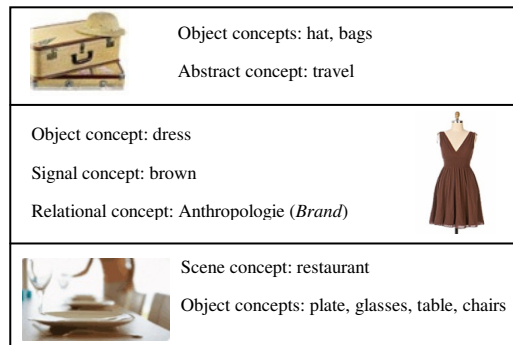 Object concepts: hat, bags
Abstract concept: travel
Object concept: dress
Signal concept: brown
Relational concept: Anthropologie (Brand)
Scene concept: restaurant
Object concepts: plate, glasses, table, chairs